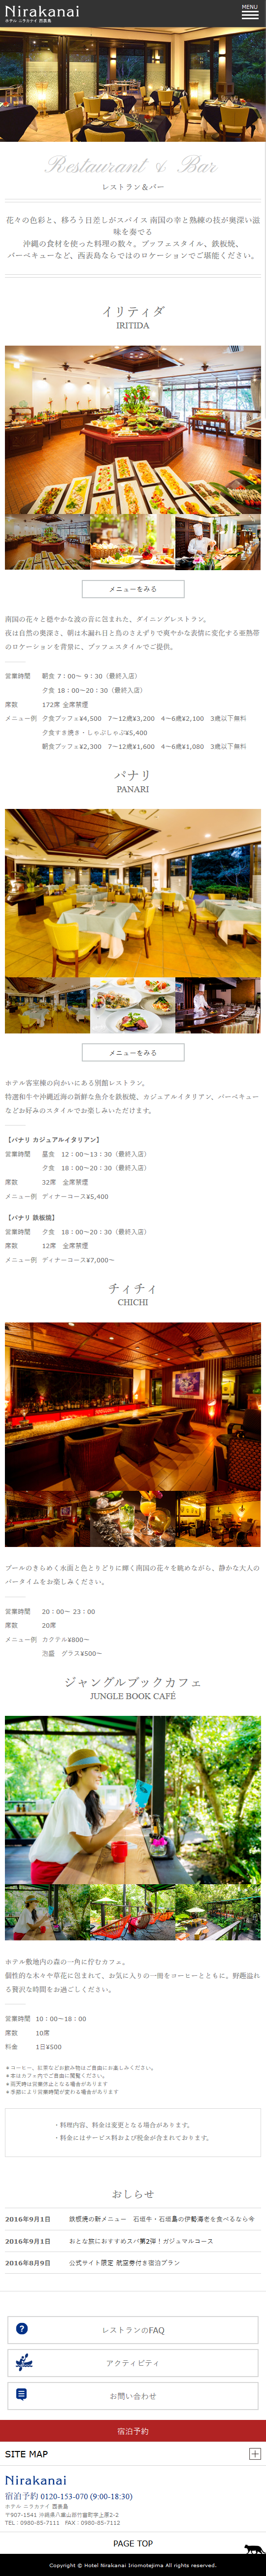 Nirakanai
ホテル ニラカナイ 西表島
MENU
Restaurant & Bar
レストラン＆バー
花々の色彩と、移ろう日差しがスパイス 南国の幸と熟練の技が奥深い滋
味を奏でる
沖縄の食材を使った料理の数々。ブッフェスタイル、鉄板焼、
バーベキューなど、西表島ならではのロケーションでご堪能ください。
イリティダ
IRITIDA
メニューをみる
南国の花々と穏やかな波の音に包まれた、ダイニングレストラン。
夜は自然の奥深さ、朝は木漏れ日と鳥のさえずりで爽やかな表情に変化する亜熱帯
のロケーションを背景に、ブッフェスタイルでご提供。
営業時間 朝食 7：00～ 9：30（最終入店）
夕食 18：00～20：30（最終入店）
席数 172席 全席禁煙
メニュー例 夕食ブッフェ¥4,500 7～12歳¥3,200 4～6歳¥2,100 3歳以下無料
夕食すき焼き・しゃぶしゃぶ¥5,400
朝食ブッフェ¥2,300 7～12歳¥1,600 4～6歳¥1,080 3歳以下無料
パナリ
PANARI
メニューをみる
ホテル客室棟の向かいにある別館レストラン。
特選和牛や沖縄近海の新鮮な魚介を鉄板焼、カジュアルイタリアン、バーベキュー
などお好みのスタイルでお楽しみいただけます。
【パナリ カジュアルイタリアン】
営業時間 昼食 12：00～13：30（最終入店）
夕食 18：00～20：30（最終入店）
席数 32席 全席禁煙
メニュー例 ディナーコース¥5,400
【パナリ 鉄板焼】
営業時間 夕食 18：00～20：30（最終入店）
席数 12席 全席禁煙
メニュー例 ディナーコース¥7,000～
チィチィ
CHICHI
プールのきらめく水面と色とりどりに輝く南国の花々を眺めながら、静かな大人の
バータイムをお楽しみください。
営業時間 20：00～ 23：00
席数 20席
メニュー例 カクテル¥800～
泡盛 グラス¥500～
ジャングルブックカフェ
JUNGLE BOOK CAFÉ
ホテル敷地内の森の一角に佇むカフェ。
個性的な木々や草花に包まれて、お気に入りの一冊をコーヒーとともに。野趣溢れ
る贅沢な時間をお過ごしください。
営業時間 10：00～18：00
席数 10席
料金 1日¥500
＊コーヒー、紅茶などお飲み物はご自由にお楽しみください。
＊本はカフェ内でご自由に閲覧ください。
＊雨天時は営業休止となる場合があります
＊季節により営業時間が変わる場合があります
・料理内容、料金は変更となる場合があります。
・料金にはサービス料および税金が含まれております。
おしらせ
2016年9月1日 鉄板焼の新メニュー 石垣牛・石垣島の伊勢海老を食べるなら今
2016年9月1日 おとな旅におすすめスパ第2弾！ガジュマルコース
2016年8月9日 公式サイト限定 航空券付き宿泊プラン
レストランのFAQ
アクティビティ
お問い合わせ
宿泊予約
SITE MAP
Nirakanai
宿泊予約 0120-153-070 (9:00-18:30)
ホテル ニラカナイ 西表島
〒907-1541 沖縄県八重山郡竹富町字上原2-2
TEL：0980-85-7111 FAX：0980-85-7112
PAGE TOP
Copyright © Hotel Nirakanai Iriomotejima All rights reserved.